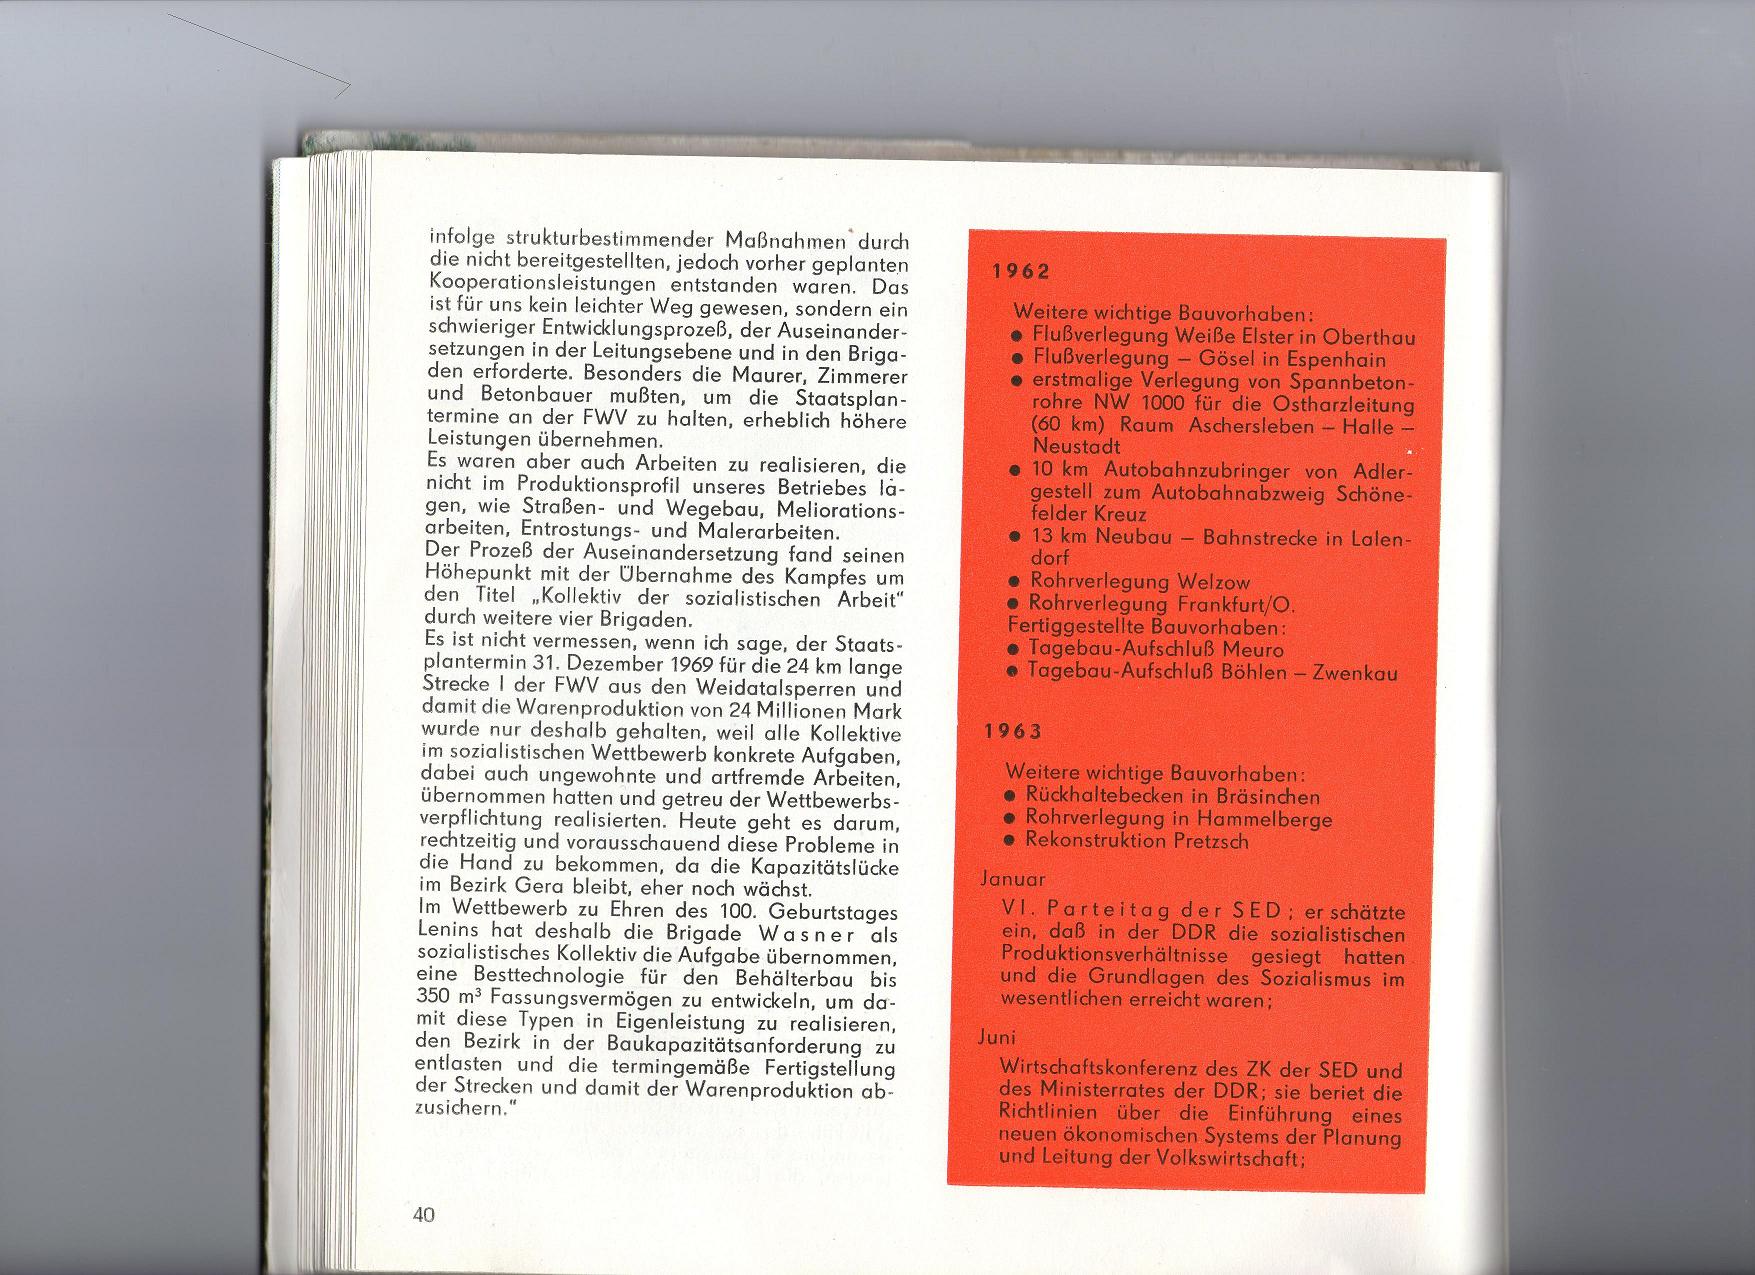 infolge strukturbestimmender Maßnahmen durch
die nicht bereitgestellten, jedoch vorher geplanten
Kooperationsleistungen entstanden waren. Das
ist für uns kein leichter Weg gewesen, sondern ein
schwieriger Entwicklungsprozeß, der Auseinander-
setzungen in der Leitungsebene und in den Briga-
den erforderte. Besonders die Maurer, Zimmerer
und Betonbauer mußten, um die Staatsplan-
termine an der FWV zu halten, erheblich höhere
Leistungen übernehmen.
Es waren aber auch Arbeiten zu realisieren, die
nicht im Produktionsprofil unseres Betriebes la-
gen, wie Straßen- und Wegebau, Meliorations-
arbeiten, Entrostungs- und Malerarbeiten.
Der Prozeß der Auseinandersetzung fand seinen
Höhepunkt mit der Übernahme des Kampfes um
den Titel „Kollektiv der sozialistischen Arbeit“
durch weitere vier Brigaden.
Es ist nicht vermessen, wenn ich sage, der Staats-
plantermin 31. Dezember 1969 für die 24 km lange
Strecke I der FWV aus den Weidatalsperren und
damit die Warenproduktion von 24 Millionen Mark
wurde nur deshalb gehalten, weil alle Kollektive
im sozialistischen Wettbewerb konkrete Aufgaben,
dabei auch ungewohnte und artfremde Arbeiten,
übernommen hatten und getreu der Wettbewerbs-
verpflichtung realisierten. Heute geht es darum,
rechtzeitig und vorausschauend diese Probleme in
die Hand zu bekommen, da die Kapazitätslücke
im Bezirk Gera bleibt, eher noch wächst.
Im Wettbewerb zu Ehren des 100. Geburtstages
Lenins hat deshalb die Brigade Wasner als
sozialistisches Kollektiv die Aufgabe übernommen,
eine Besttechnologie für den Behälterbau bis
350 m³ Fassungsvermögen zu entwickeln, um da-
mit diese Typen in Eigenleistung zu realisieren,
den Bezirk in der Baukapazitätsanforderung zu
entlasten und die termingemäße Fertigstellung
der Strecken und damit der Warenproduktion ab-
zusichern.“
40
1962
Weitere wichtige Bauvorhaben:
● Flußverlegung Weiße Elster in Oberthau
● Flußverlegung – Gösel in Espenhain
● erstmalige Verlegung von Spannbeton-
rohre NW 1000 für die Ostharzleitung
(60 km) Raum Aschersleben – Halle –
Neustadt
● 10 km Autobahnzubringer von Adler-
gestell zum Autobahnabzweig Schöne-
felder Kreuz
● 13 km Neubau – Bahnstrecke in Lalen-
dorf
● Rohrverlegung Welzow
● Rohrverlegung Frankfurt/O.
Fertiggestellte Bauvorhaben:
● Tagebau-Aufschluß Meuro
● Tagebau-Aufschluß Böhlen – Zwenkau
1963
Weitere wichtige Bauvorhaben:
● Rückhaltebecken in Bräsinchen
● Rohrverlegung in Hammelberge
● Rekonstruktion Pretzsch
Januar
VI. Parteitag der SED; er schätzte
ein, daß in der DDR die sozialistischen
Produktionsverhältnisse gesiegt hatten
und die Grundlagen des Sozialismus im
wesentlichen erreicht waren;
Juni
Wirtschaftskonferenz des ZK der SED und
des Ministerrates der DDR; sie beriet die
Richtlinien über die Einführung eines
neuen ökonomischen Systems der Planung
und Leitung der Volkswirtschaft;